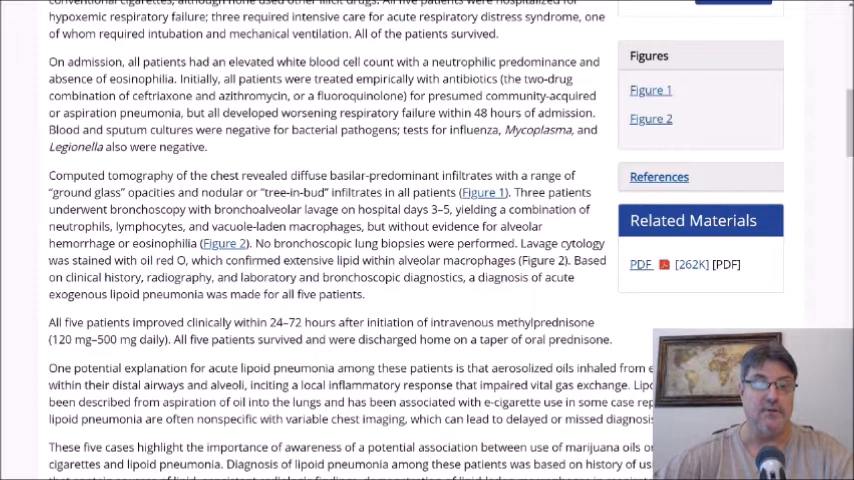 conventional cigarettes, although none used other illicit drugs. All five patients were hospitalized for
hypoxemic respiratory failure; three required intensive care for acute respiratory distress syndrome, one
of whom required intubation and mechanical ventilation. All of the patients survived.
On admission, all patients had an elevated white blood cell count with a neutrophilic predominance and
absence of eosinophilia. Initially, all patients were treated empirically with antibiotics (the two-drug
combination of ceftriaxone and azithromycin, or a fluoroquinolone) for presumed community-acquired
or aspiration pneumonia, but all developed worsening respiratory failure within 48 hours of admission.
Blood and sputum cultures were negative for bacterial pathogens; tests for influenza, Mycoplasma, and
Legionella also were negative.
Computed tomography of the chest revealed diffuse basilar-predominant infiltrates with a range of
“ground glass” opacities and nodular or “tree-in-bud” infiltrates in all patients (Figure 1). Three patients
underwent bronchoscopy with bronchoalveolar lavage on hospital days 3–5, yielding a combination of
neutrophils, lymphocytes, and vacuole-laden macrophages, but without evidence for alveolar
hemorrhage or eosinophilia (Figure 2). No bronchoscopic lung biopsies were performed. Lavage cytology
was stained with oil red O, which confirmed extensive lipid within alveolar macrophages (Figure 2). Based
on clinical history, radiography, and laboratory and bronchoscopic diagnostics, a diagnosis of acute
exogenous lipoid pneumonia was made for all five patients.
All five patients improved clinically within 24–72 hours after initiation of intravenous methylprednisone
(120 mg–500 mg daily). All five patients survived and were discharged home on a taper of oral prednisone.
One potential explanation for acute lipoid pneumonia among these patients is that aerosolized oils inhaled from
within their distal airways and alveoli, inciting a local inflammatory response that impaired vital gas exchange.
been described from aspiration of oil into the lungs and has been associated with e-cigarette use in some case
lipoid pneumonia are often nonspecific with variable chest imaging, which can lead to delayed or missed
These five cases highlight the importance of awareness of a potential association between use of marijuana oils
cigarettes and lipoid pneumonia. Diagnosis of lipoid pneumonia among these patients was based on history of
Figures
Figure 1
Figure 2
References
Related Materials
PDF [262K] [PDF]